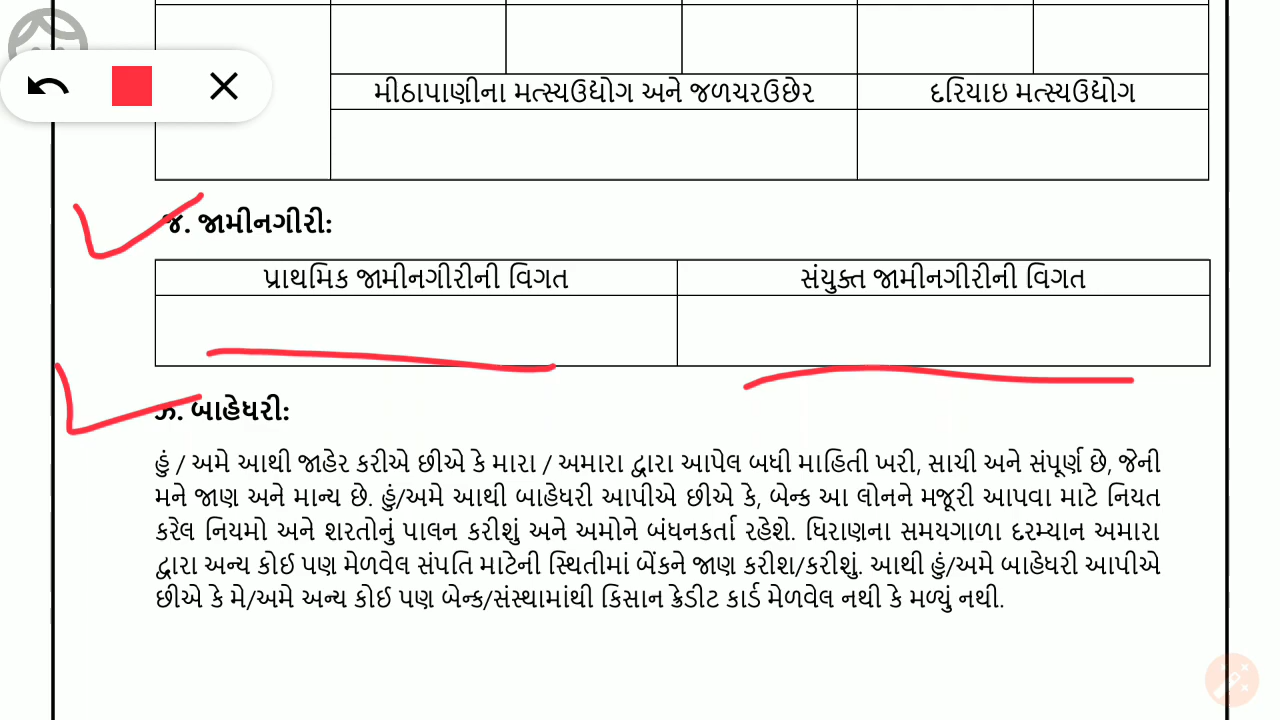 મીઠાપાણીના મત્સ્યઉદ્યોગ અને જળચરઉછેર દરિયાઇ મત્સ્યઉદ્યોગ
જ. જામીનગીરી:
પ્રાથમિક જામીનગીરીની વિગત સંયુક્ત જામીનગીરીની વિગત
ઝ. બાહેધરી:
હું / અમે આથી જાહેર કરીએ છીએ કે મારા / અમારા દ્વારા આપેલ બધી માહિતી ખરી, સાચી અને સંપૂર્ણ છે, જેની
મને જાણ અને માન્ય છે. હું/અમે આથી બાહેધરી આપીએ છીએ કે, બેન્ક આ લોનને મજૂરી આપવા માટે નિયત
કરેલ નિયમો અને શરતોનું પાલન કરીશું અને અમોને બંધનકર્તા રહેશે. ધિરાણના સમયગાળા દરમ્યાન અમારા
દ્વારા અન્ય કોઈ પણ મેળવેલ સંપતિ માટેની સ્થિતીમાં બેંકને જાણ કરીશ/કરીશું. આથી હું/અમે બાહેધરી આપીએ
છીએ કે મે/અમે અન્ય કોઈ પણ બેન્ક/સંસ્થામાંથી કિસાન ક્રેડીટ કાર્ડ મેળવેલ નથી કે મળ્યું નથી.